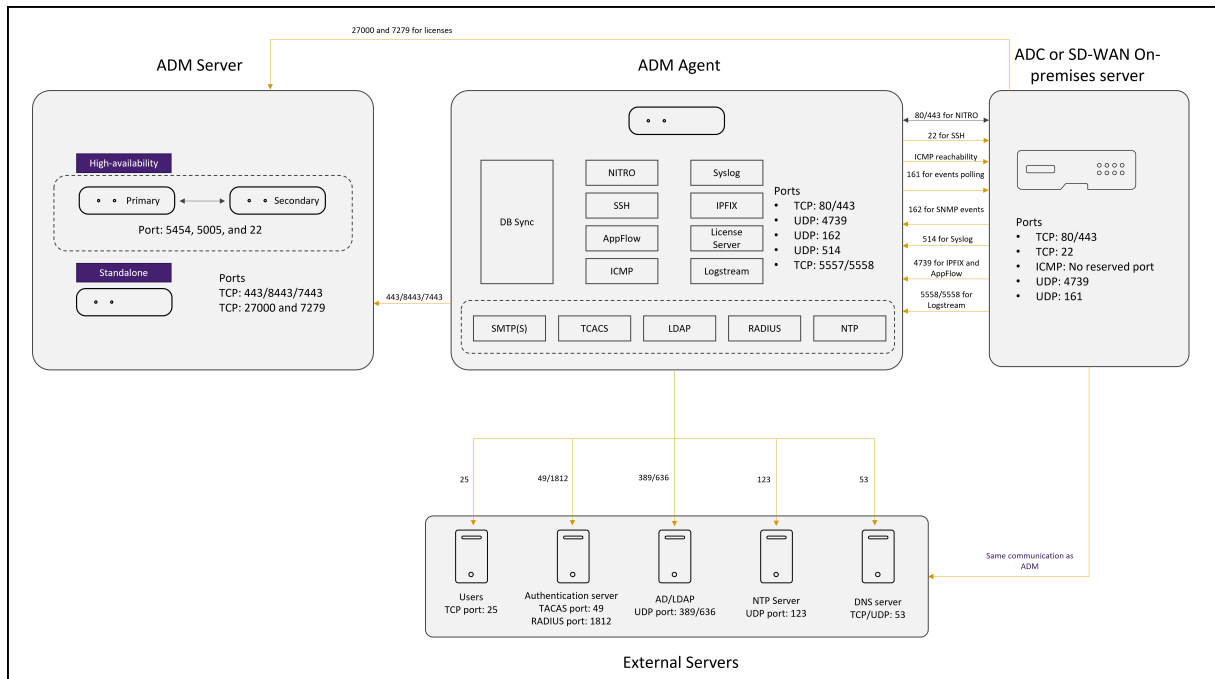 27000 and 7279 for licenses
ADM Server
ADM Agent
ADC or SD-WAN On-
premises server
High-availability
Primary
Secondary
Port: 5454, 5005, and 22
Standalone
Ports
TCP: 443/8443/7443
TCP: 27000 and 7279
443/8443/7443
DB Sync
NITRO
Syslog
SSH
IPFIX
AppFlow
License
Server
ICMP
Logstream
Ports
• TCP: 80/443
• UDP: 4739
• UDP: 162
• UDP: 514
• TCP: 5557/5558
SMTP(S)
TCACS
LDAP
RADIUS
NTP
80/443 for NITRO
22 for SSH
ICMP reachability
161 for events polling
162 for SNMP events
514 for Syslog
4739 for IPFIX and
AppFlow
5558/5558 for
Logstream
Ports
• TCP: 80/443
• TCP: 22
• ICMP: No reserved port
• UDP: 4739
• UDP: 161
25
49/1812
389/636
123
53
Users
TCP port: 25
Authentication server
TACAS port: 49
RADIUS port: 1812
AD/LDAP
UDP port: 389/636
NTP Server
UDP port: 123
DNS server
TCP/UDP: 53
Same communication as
ADM
External Servers